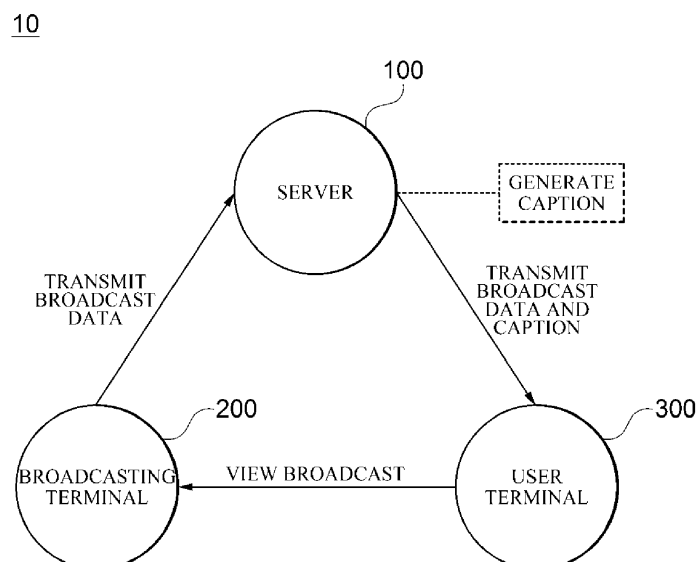 10
100
SERVER
GENERATE
CAPTION
TRANSMIT
BROADCAST
DATA
TRANSMIT
BROADCAST
DATA AND
CAPTION
200
300
BROADCASTING
TERMINAL
VIEW BROADCAST
USER
TERMINAL